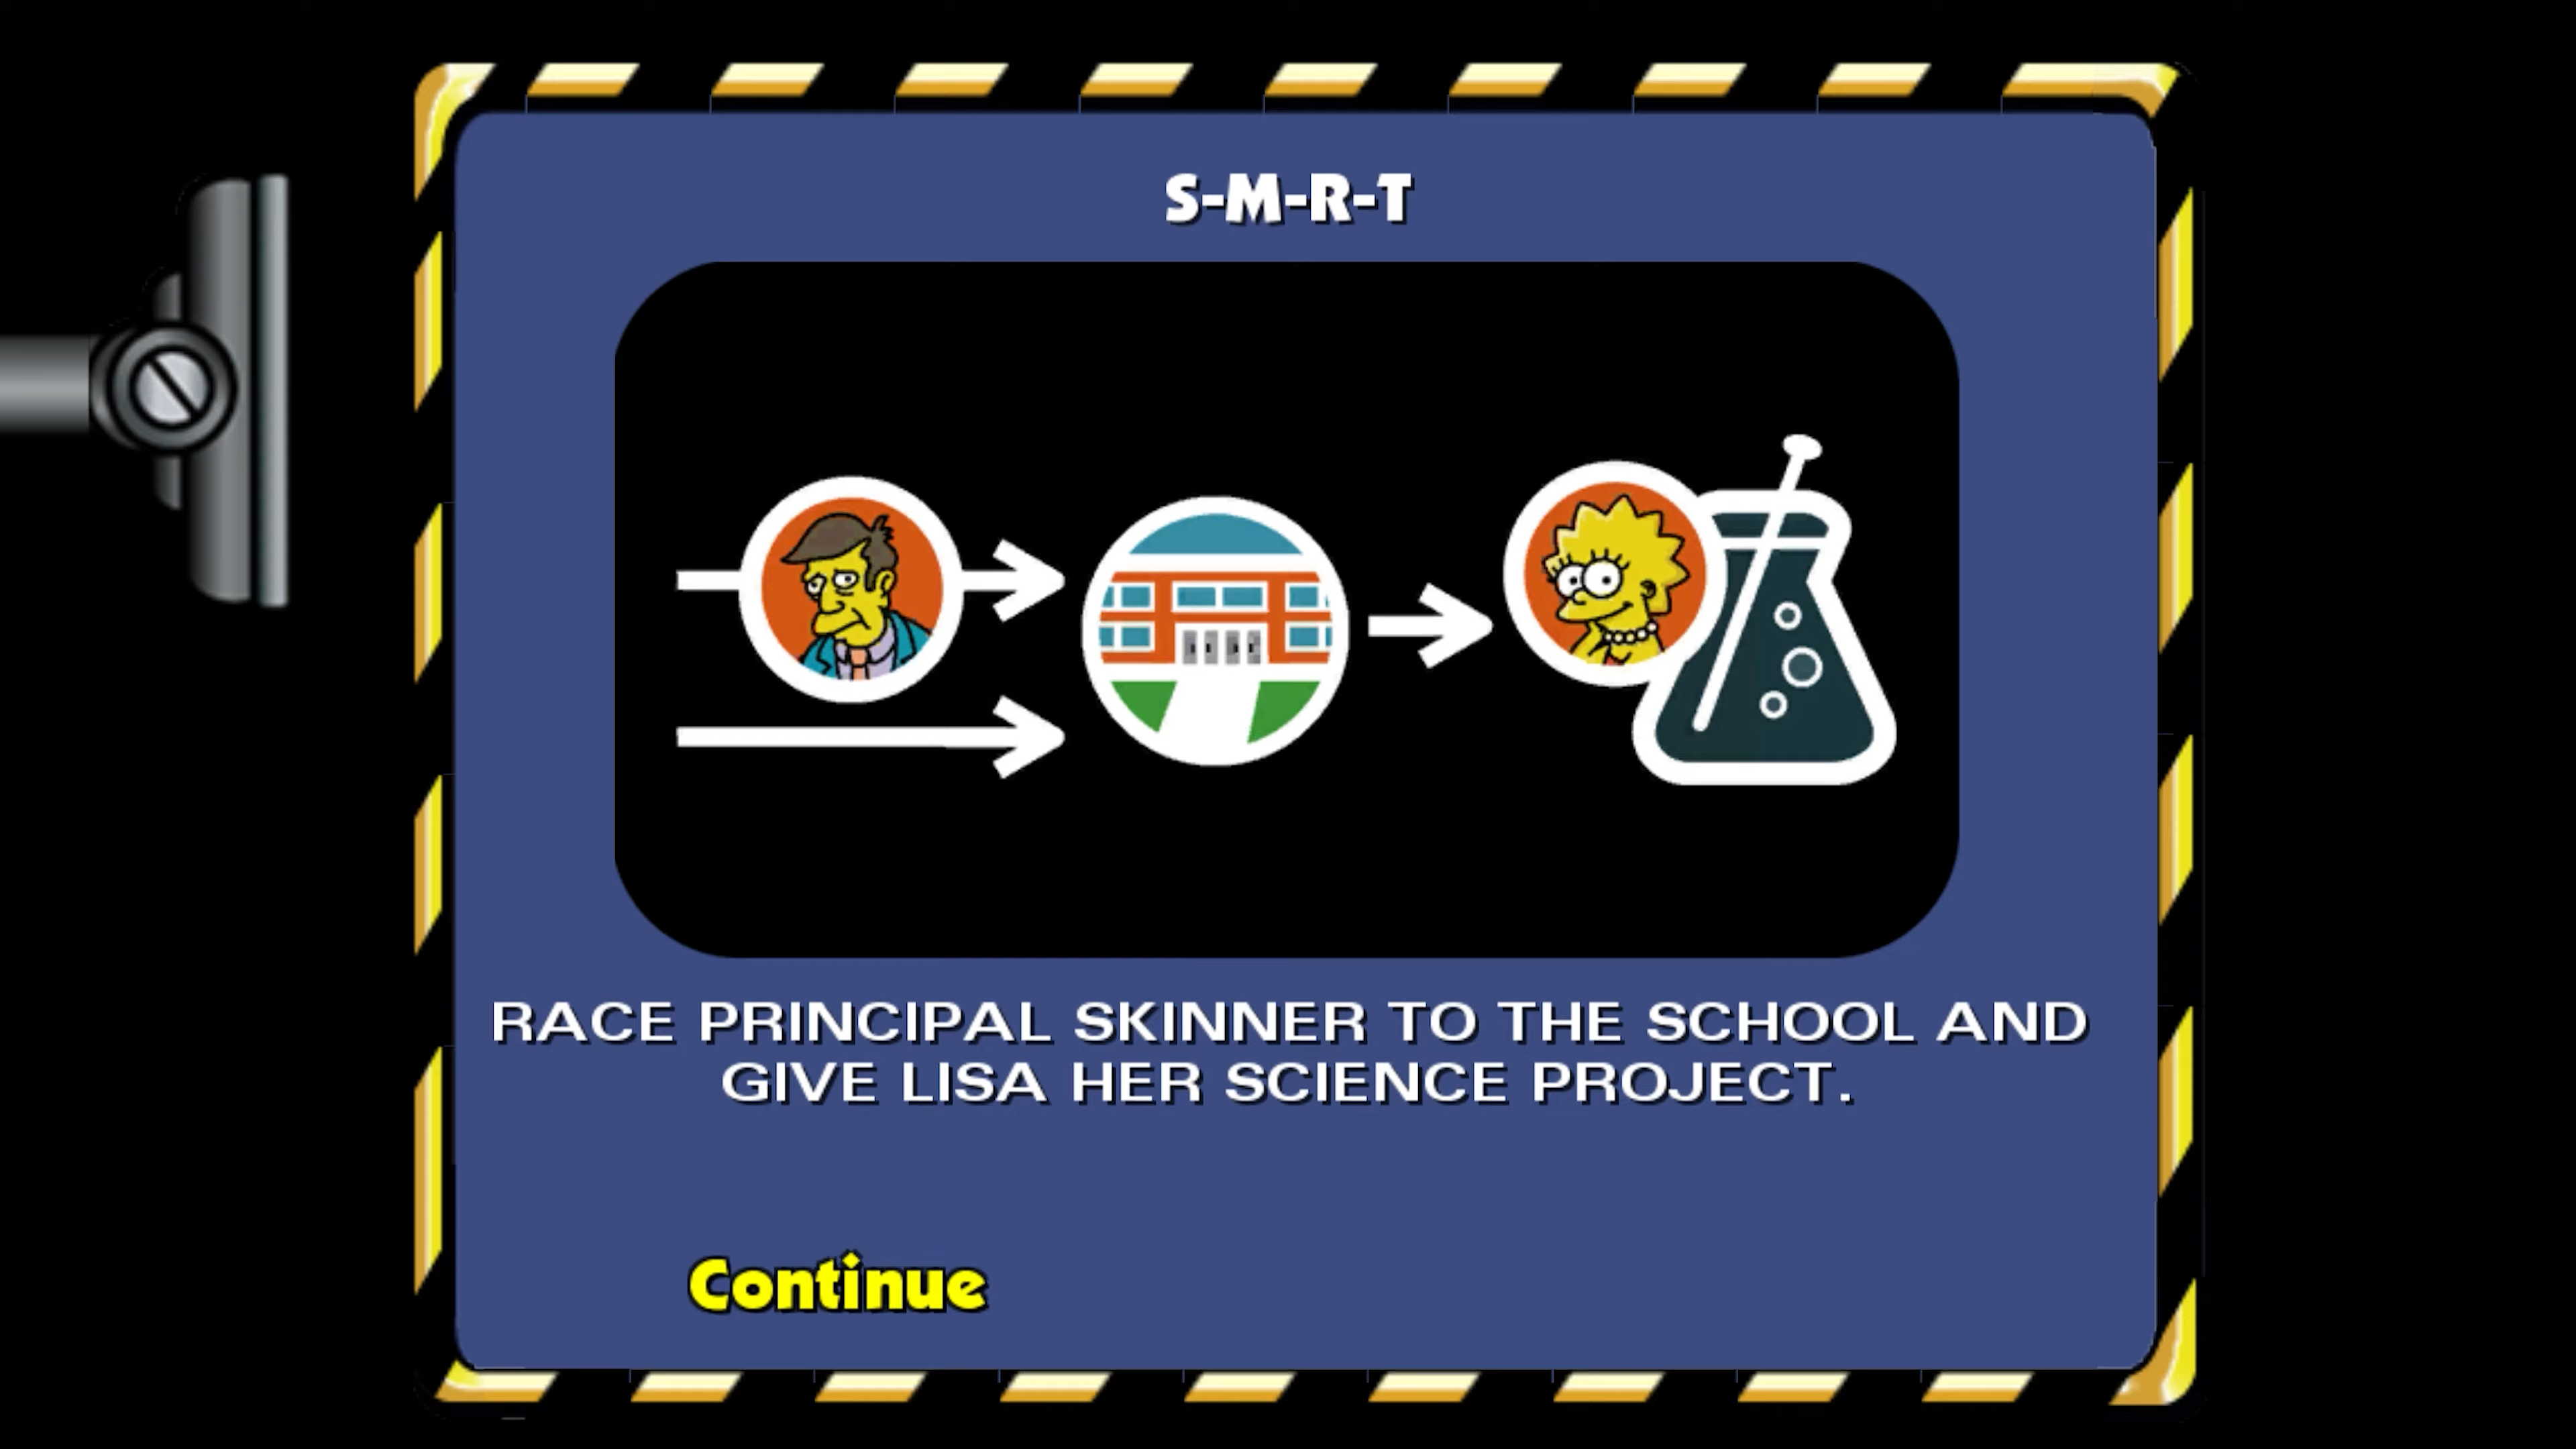 S-M-R-T
RACE PRINCIPAL SKINNER TO THE SCHOOL AND
GIVE LISA HER SCIENCE PROJECT.
Continue